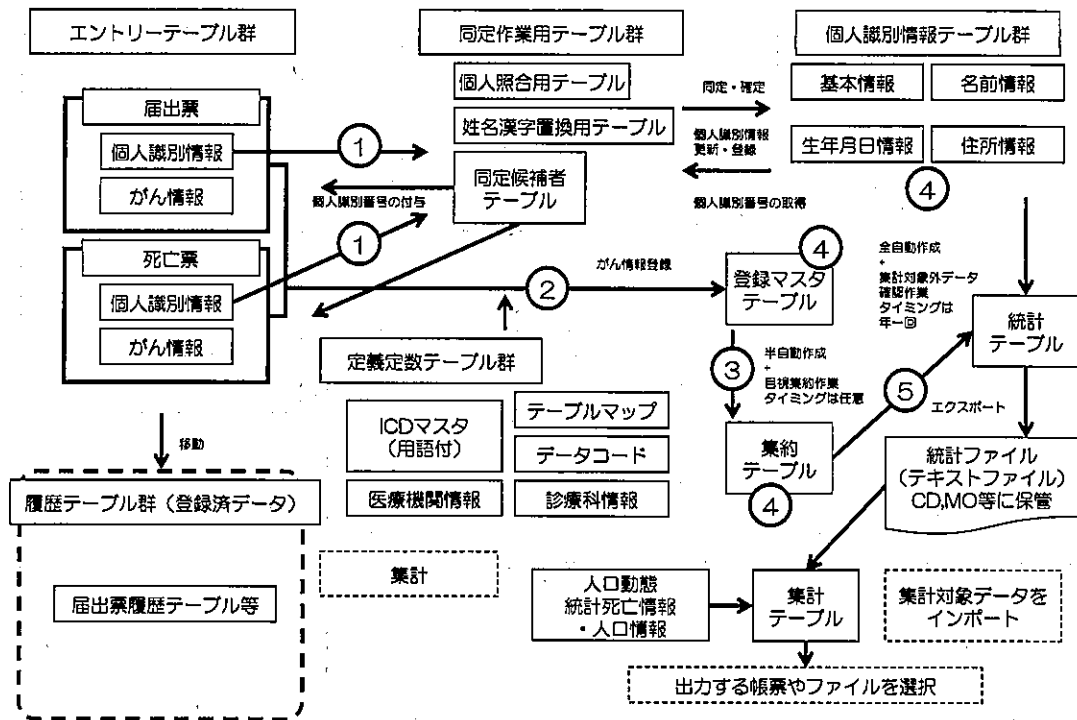 エントリーテーブル群
届出票
個人識別情報
がん情報
死亡票
個人識別情報
がん情報
移動
履歴テーブル群（登録済データ）
届出票履歴テーブル等
同定作業用テーブル群
個人照合用テーブル
姓名漢字置換用テーブル
同定候補者
テーブル
①
個人識別番号の付与
①
②
がん情報登録
同定・確定
個人識別情報
更新・登録
個人識別番号の取得
個人識別情報テーブル群
基本情報
名前情報
生年月日情報
住所情報
④
④
登録マスタ
テーブル
全自動作成
+
集計対象外データ
確認作業
タイミングは
年一回
統計
テーブル
③
半自動作成
+
目視集約作業
タイミングは任意
⑤
エクスポート
集約
テーブル
④
統計ファイル
（テキストファイル）
CD,MO等に保管
定義定数テーブル群
ICDマスタ
（用語付）
テーブルマップ
データコード
医療機関情報
診療科情報
集計
人口動態
統計死亡情報
・人口情報
集計
テーブル
集計対象データを
インポート
出力する帳票やファイルを選択